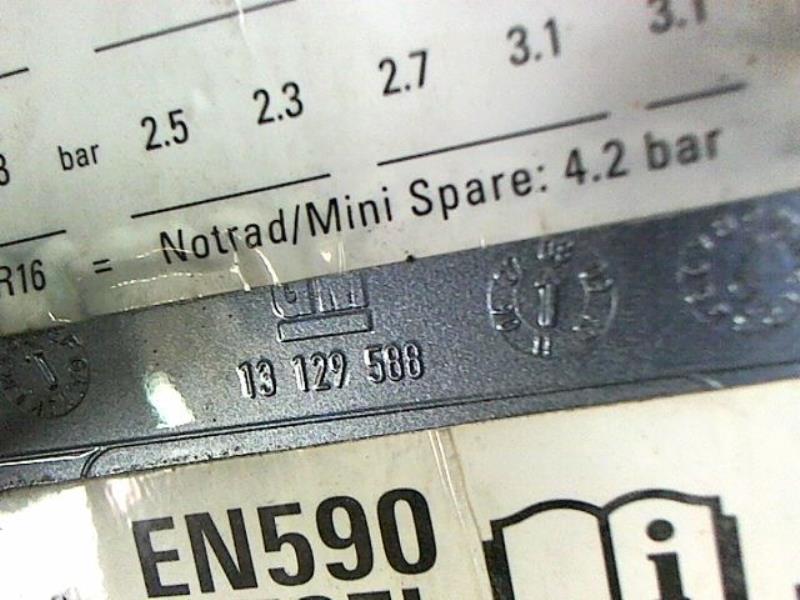 3.1
bar 2.5 2.3 2.7 3.1
R16 = Notrad/Mini Spare: 4.2 bar
GM
13 129 588
EN590
i